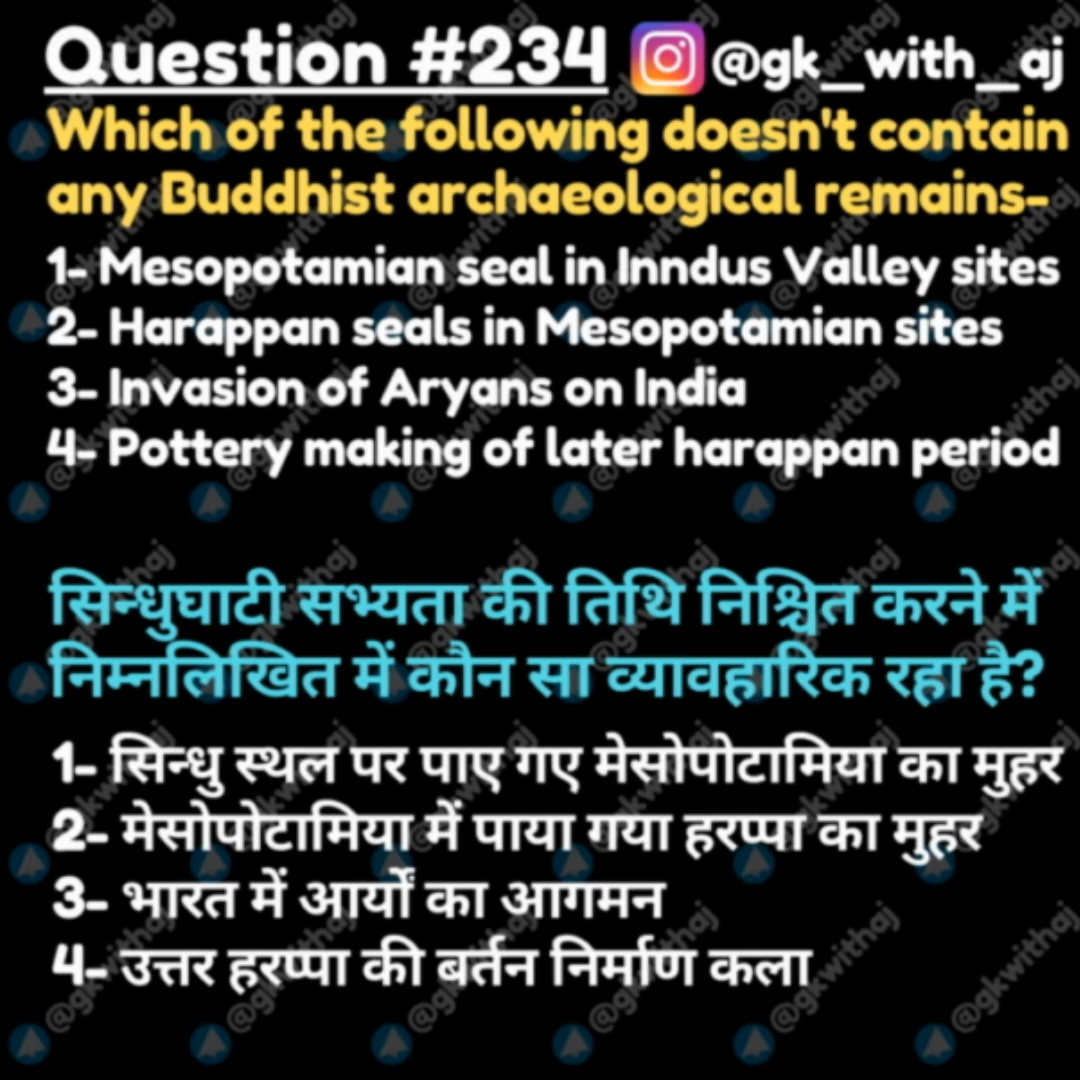 Question #234 @gk_with_aj
Which of the following doesn't contain
any Buddhist archaeological remains-
1- Mesopotamian seal in Inndus Valley sites
2- Harappan seals in Mesopotamian sites
3- Invasion of Aryans on India
4- Pottery making of later harappan period
सिन्धुघाटी सभ्यता की तिथि निश्चित करने में
निम्नलिखित में कौन सा व्यावहारिक रहा है?
1- सिन्धु स्थल पर पाए गए मेसोपोटामिया का मुहर
2- मेसोपोटामिया में पाया गया हरप्पा का मुहर
3- भारत में आर्यों का आगमन
4- उत्तर हरप्पा की बर्तन निर्माण कला
@gkwithaj